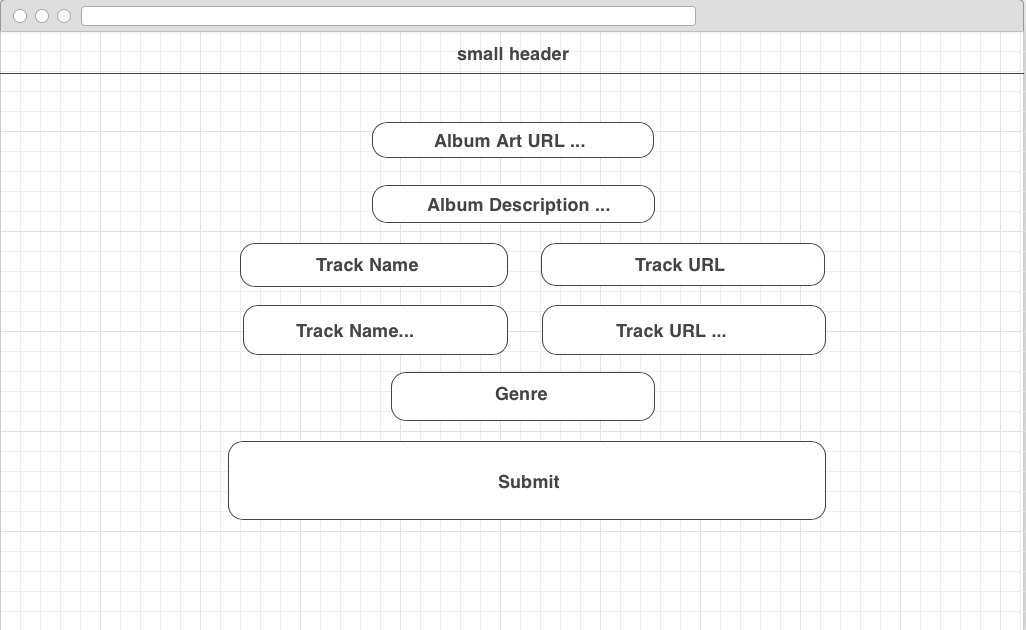 small header
Album Art URL ...
Album Description ...
Track Name
Track URL
Track Name...
Track URL ...
Genre
Submit